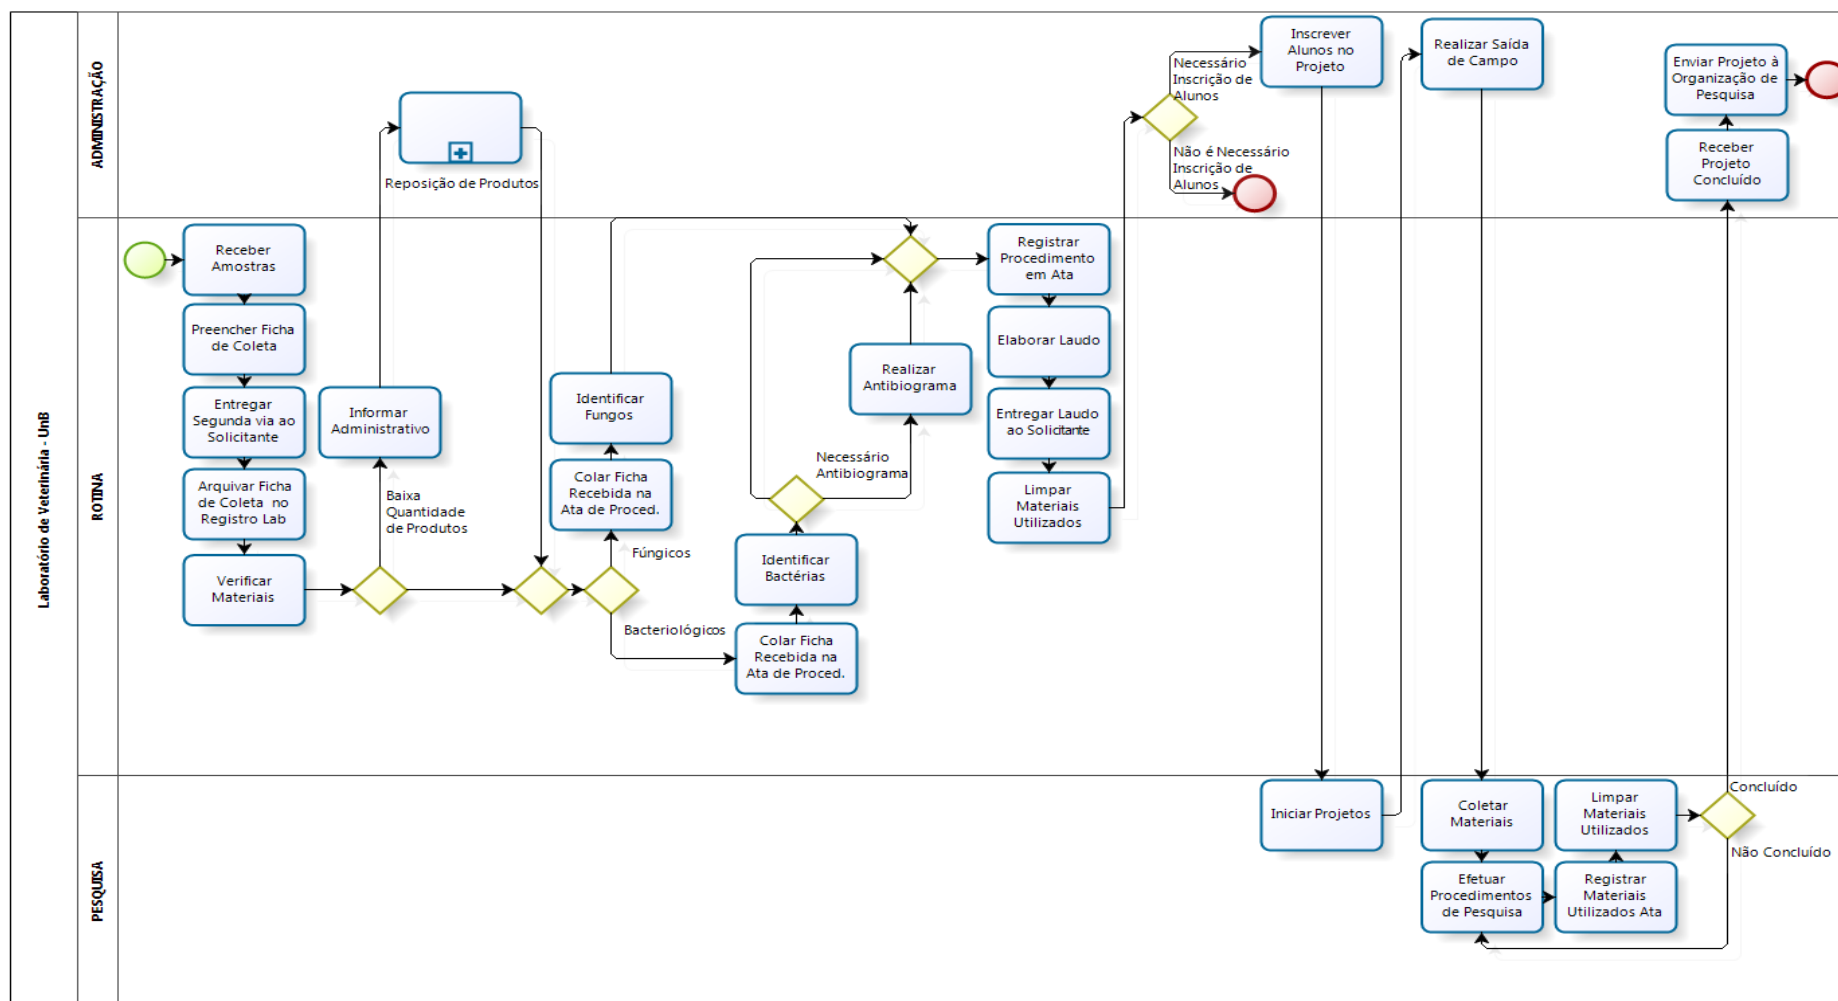 Laboratório de Veterinária - UnB
ADMINISTRAÇÃO
Reposição de Produtos
Necessário
Inscrição de
Alunos
Não é Necessário
Inscrição de
Alunos
Inscrever
Alunos no
Projeto
Realizar Saída
de Campo
Enviar Projeto à
Organização de
Pesquisa
Receber
Projeto
Concluído
ROTINA
Receber
Amostras
Preencher Ficha
de Coleta
Entregar
Segunda via ao
Solicitante
Arquivar Ficha
de Coleta no
Registro Lab
Verificar
Materiais
Informar
Administrativo
Baixa
Quantidade
de Produtos
Identificar
Fungos
Colar Ficha
Recebida na
Ata de Proced.
Fúngicos
Bacteriológicos
Colar Ficha
Recebida na
Ata de Proced.
Identificar
Bactérias
Necessário
Antibiograma
Realizar
Antibiograma
Registrar
Procedimento
em Ata
Elaborar Laudo
Entregar Laudo
ao Solicitante
Limpar
Materiais
Utilizados
PESQUISA
Iniciar Projetos
Coletar
Materiais
Efetuar
Procedimentos
de Pesquisa
Registrar
Materiais
Utilizados Ata
Limpar
Materiais
Utilizados
Concluído
Não Concluído